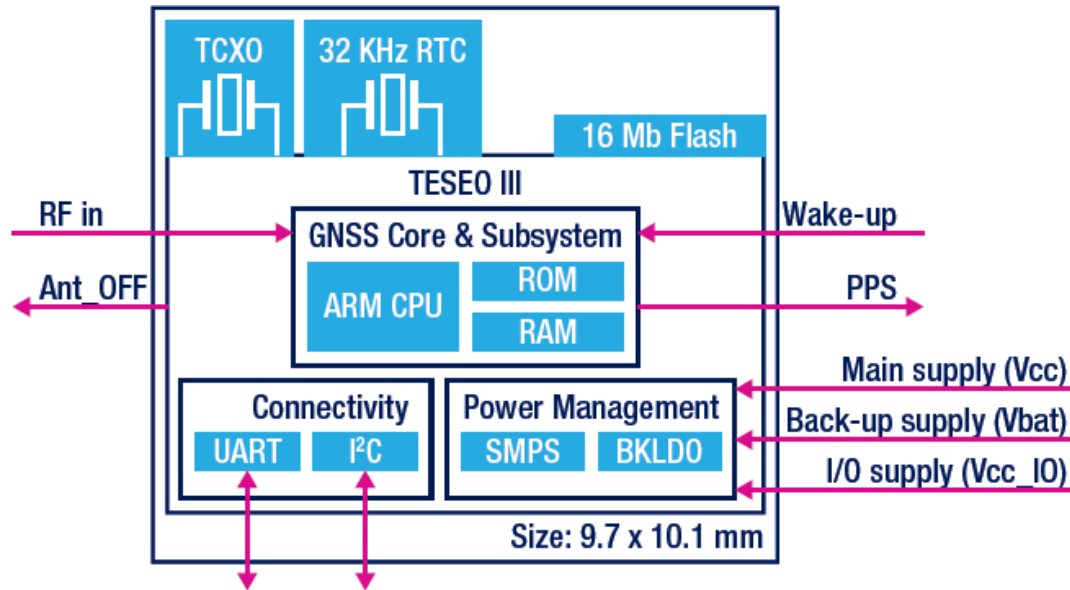 TCXO
32 KHz RTC
16 Mb Flash
TESEO III
RF in
Wake-up
GNSS Core & Subsystem
Ant_OFF
ARM CPU
ROM
PPS
RAM
Main supply (Vcc)
Connectivity
Power Management
Back-up supply (Vbat)
UART
I²C
SMPS
BKLDO
I/O supply (Vcc_IO)
Size: 9.7 x 10.1 mm